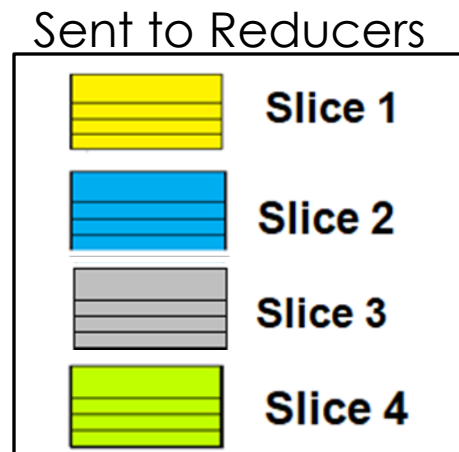 Sent to Reducers
Slice 1
Slice 2
Slice 3
Slice 4